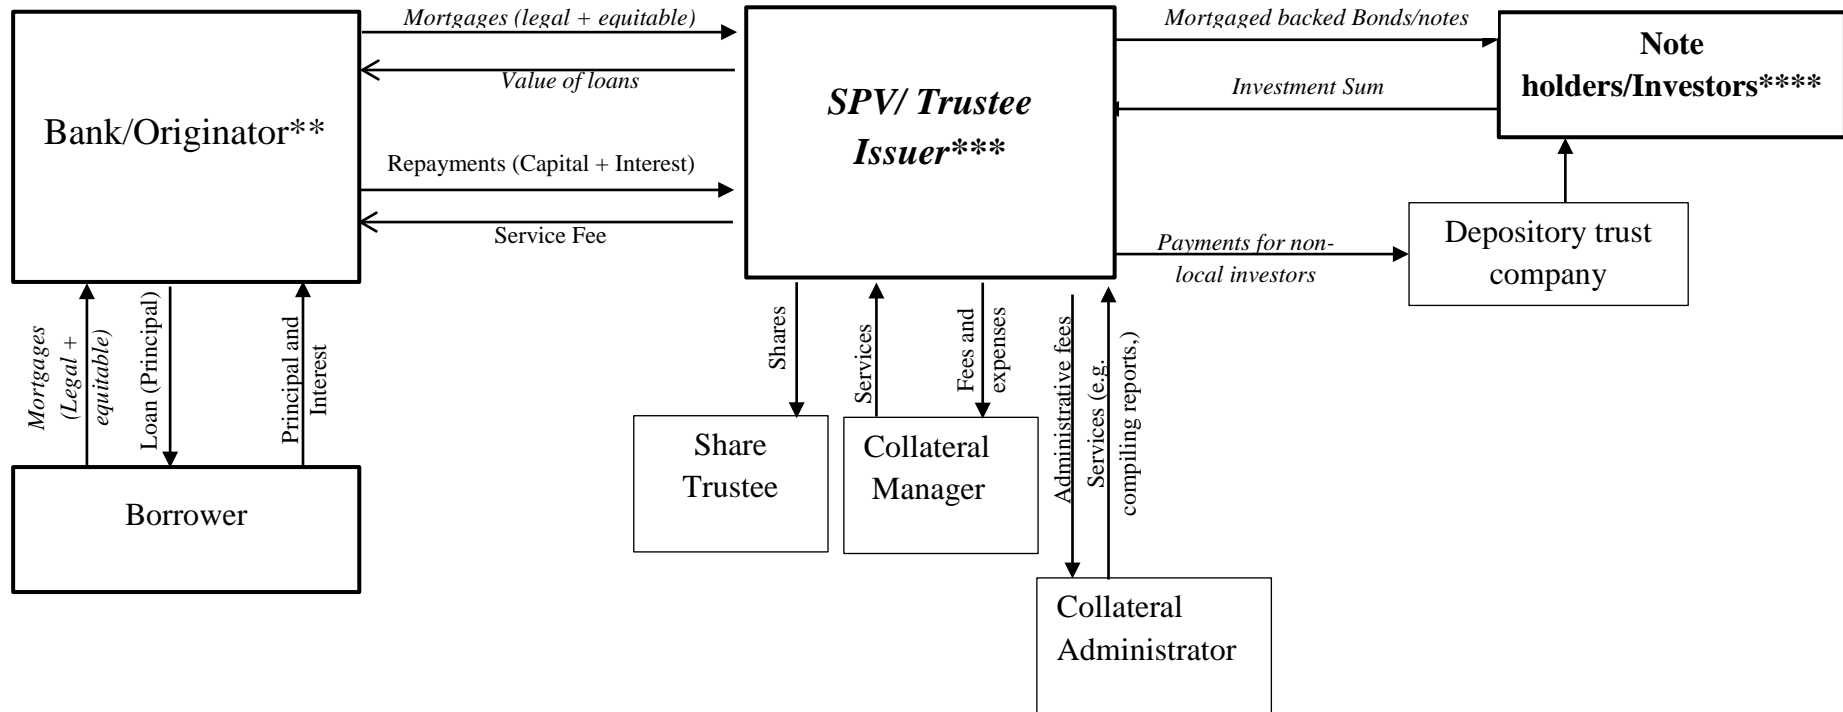 Mortgages (legal + equitable)
Value of loans
Bank/Originator**
Repayments (Capital + Interest)
Service Fee
SPV/ Trustee
Issuer***
Mortgaged backed Bonds/notes
Investment Sum
Note
holders/Investors****
Payments for non-
local investors
Depository trust
company
Mortgages
(Legal +
equitable)
Loan (Principal)
Principal and
Interest
Shares
Services
Fees and
expenses
Administrative fees
Services (e.g.
compiling reports,)
Borrower
Share
Trustee
Collateral
Manager
Collateral
Administrator